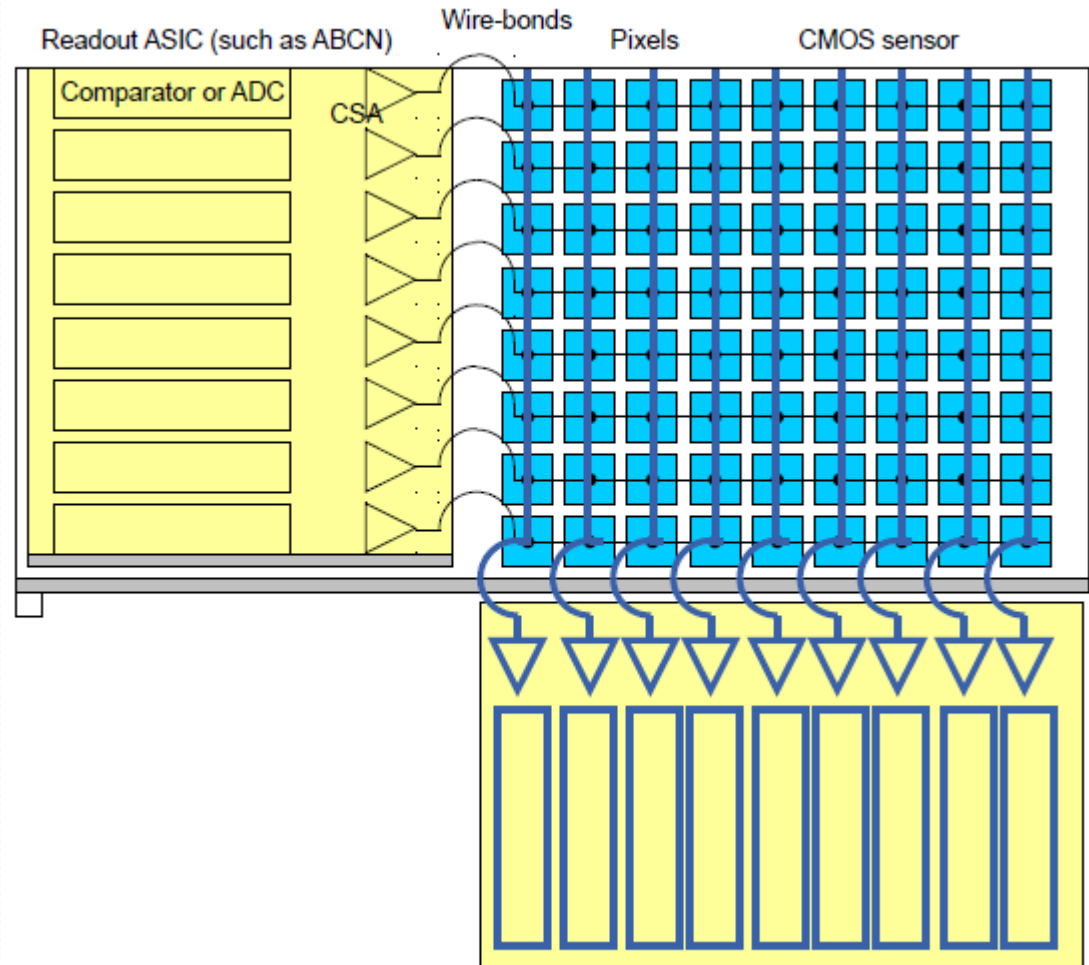 Wire-bonds
Readout ASIC (such as ABCN)
Pixels
CMOS sensor
Comparator or ADC
CSA